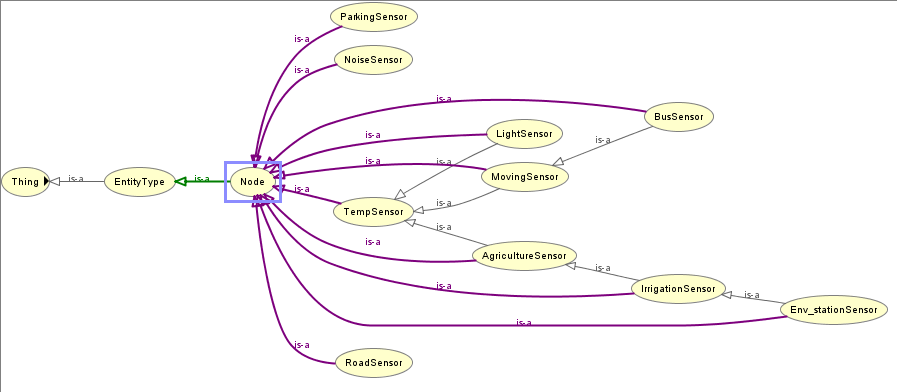 ParkingSensor
is-a
NoiseSensor
is-a
is-a
BusSensor
LightSensor
is-a
is-a
is-a
is-a
MovingSensor
Thing
is-a
EntityType
is-a
Node
is-a
is-a
TempSensor
is-a
is-a
AgricultureSensor
is-a
is-a
IrrigationSensor
is-a
Env_stationSensor
is-a
is-a
RoadSensor